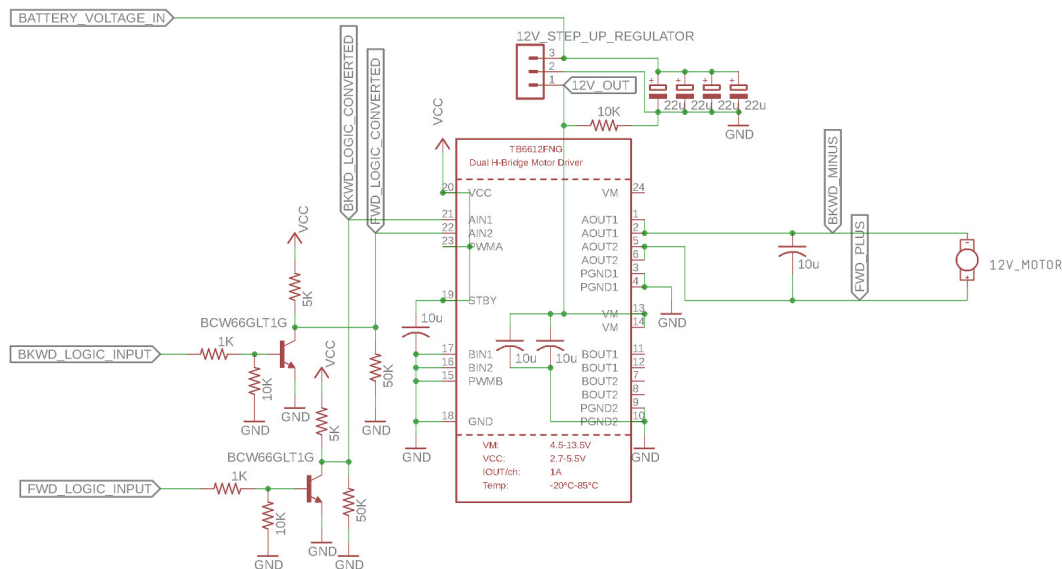 BATTERY_VOLTAGE_IN
12V_STEP_UP_REGULATOR
3
2
1
12V_OUT
22u 22u 22u 22u
GND
10K
BKWD_LOGIC_CONVERTED
FWD_LOGIC_CONVERTED
VCC
TB6612FNG
Dual H-Bridge Motor Driver
20 VCC
21 AIN1
22 AIN2
23 PWMA
19 STBY
17 BIN1
16 BIN2
15 PWMB
18 GND
VM 24
AOUT1 1
AOUT1 2
AOUT2 5
AOUT2 6
PGND1 3
PGND1 4
VM 13
VM 14
BOUT1 11
BOUT1 12
BOUT2 7
BOUT2 8
PGND2 9
PGND2 10
VM: 4.5-13.5V
VCC: 2.7-5.5V
IOUT/ch: 1A
Temp: -20°C-85°C
10u
10u
10u
GND
GND
GND
BKWD_MINUS
FWD_PLUS
10u
-
+
12V_MOTOR
VCC
5K
BCW66GLT1G
BKWD_LOGIC_INPUT
1K
10K
GND
GND
50K
GND
VCC
5K
BCW66GLT1G
FWD_LOGIC_INPUT
1K
10K
GND
GND
50K
GND